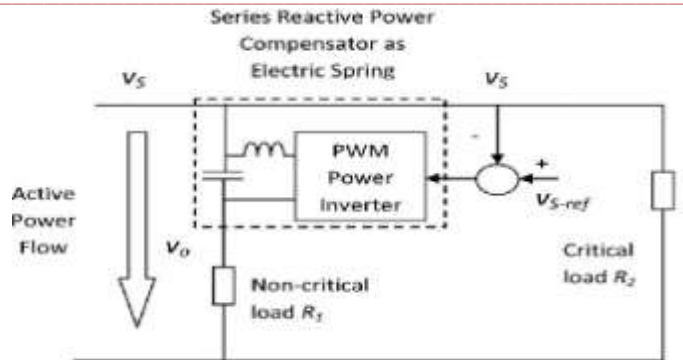 Series Reactive Power
Compensator as
Electric Spring
vS
vS
PWM
Power
Inverter
-
+
vS-ref
Active
Power
Flow
vo
Non-critical
load R1
Critical
load R2